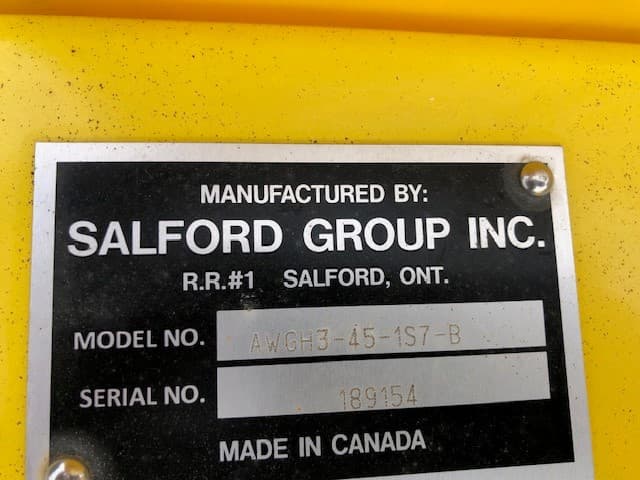 MANUFACTURED BY:
SALFORD GROUP INC.
R.R.#1 SALFORD, ONT.
MODEL NO. AWGH3-45-1S7-B
SERIAL NO. 189154
MADE IN CANADA